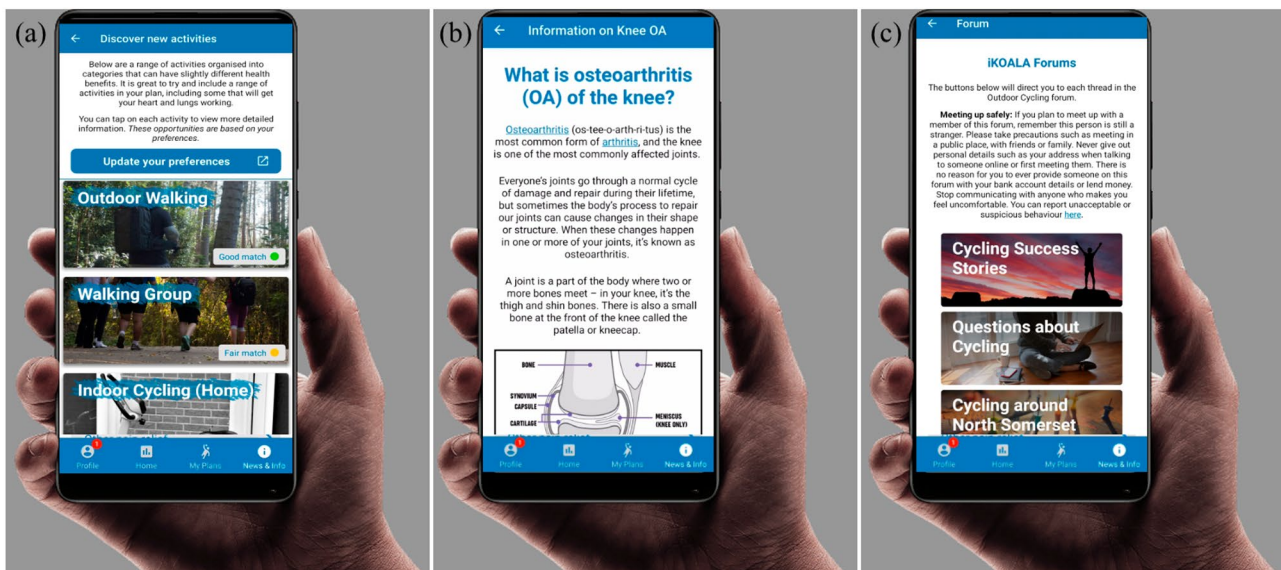 (a)
Discover new activities
Below are a range of activities organised into
categories that can have slightly different health
benefits. It is great to try and include a range of
activities in your plan, including some that will get
your heart and lungs working.
You can tap on each activity to view more detailed
information. These opportunities are based on your
preferences.
Update your preferences
Outdoor Walking
Good match
Walking Group
Fair match
Indoor Cycling (Home)
1
Profile
Home
My Plans
News & Info
(b)
Information on Knee OA
What is osteoarthritis
(OA) of the knee?
Osteoarthritis (os-tee-o-arth-ri-tus) is the
most common form of arthritis, and the knee
is one of the most commonly affected joints.
Everyone's joints go through a normal cycle
of damage and repair during their lifetime,
but sometimes the body's process to repair
our joints can cause changes in their shape
or structure. When these changes happen
in one or more of your joints, it's known as
osteoarthritis.
A joint is a part of the body where two or
more bones meet – in your knee, it's the
thigh and shin bones. There is also a small
bone at the front of the knee called the
patella or kneecap.
BONE
MUSCLE
SYNOVIUM
CAPSULE
CARTILAGE
MENISCUS
(KNEE ONLY)
1
Profile
Home
My Plans
News & Info
(c)
Forum
iKOALA Forums
The buttons below will direct you to each thread in the
Outdoor Cycling forum.
Meeting up safely: If you plan to meet up with a
member of this forum, remember this person is still a
stranger. Please take precautions such as meeting in
a public place, with friends or family. Never give out
personal details such as your address when talking
to someone online or first meeting them. There is
no reason for you to ever provide someone on this
forum with your bank account details or lend money.
Stop communicating with anyone who makes you
feel uncomfortable. You can report unacceptable or
suspicious behaviour here.
Cycling Success
Stories
Questions about
Cycling
Cycling around
North Somerset
1
Profile
Home
My Plans
News & Info